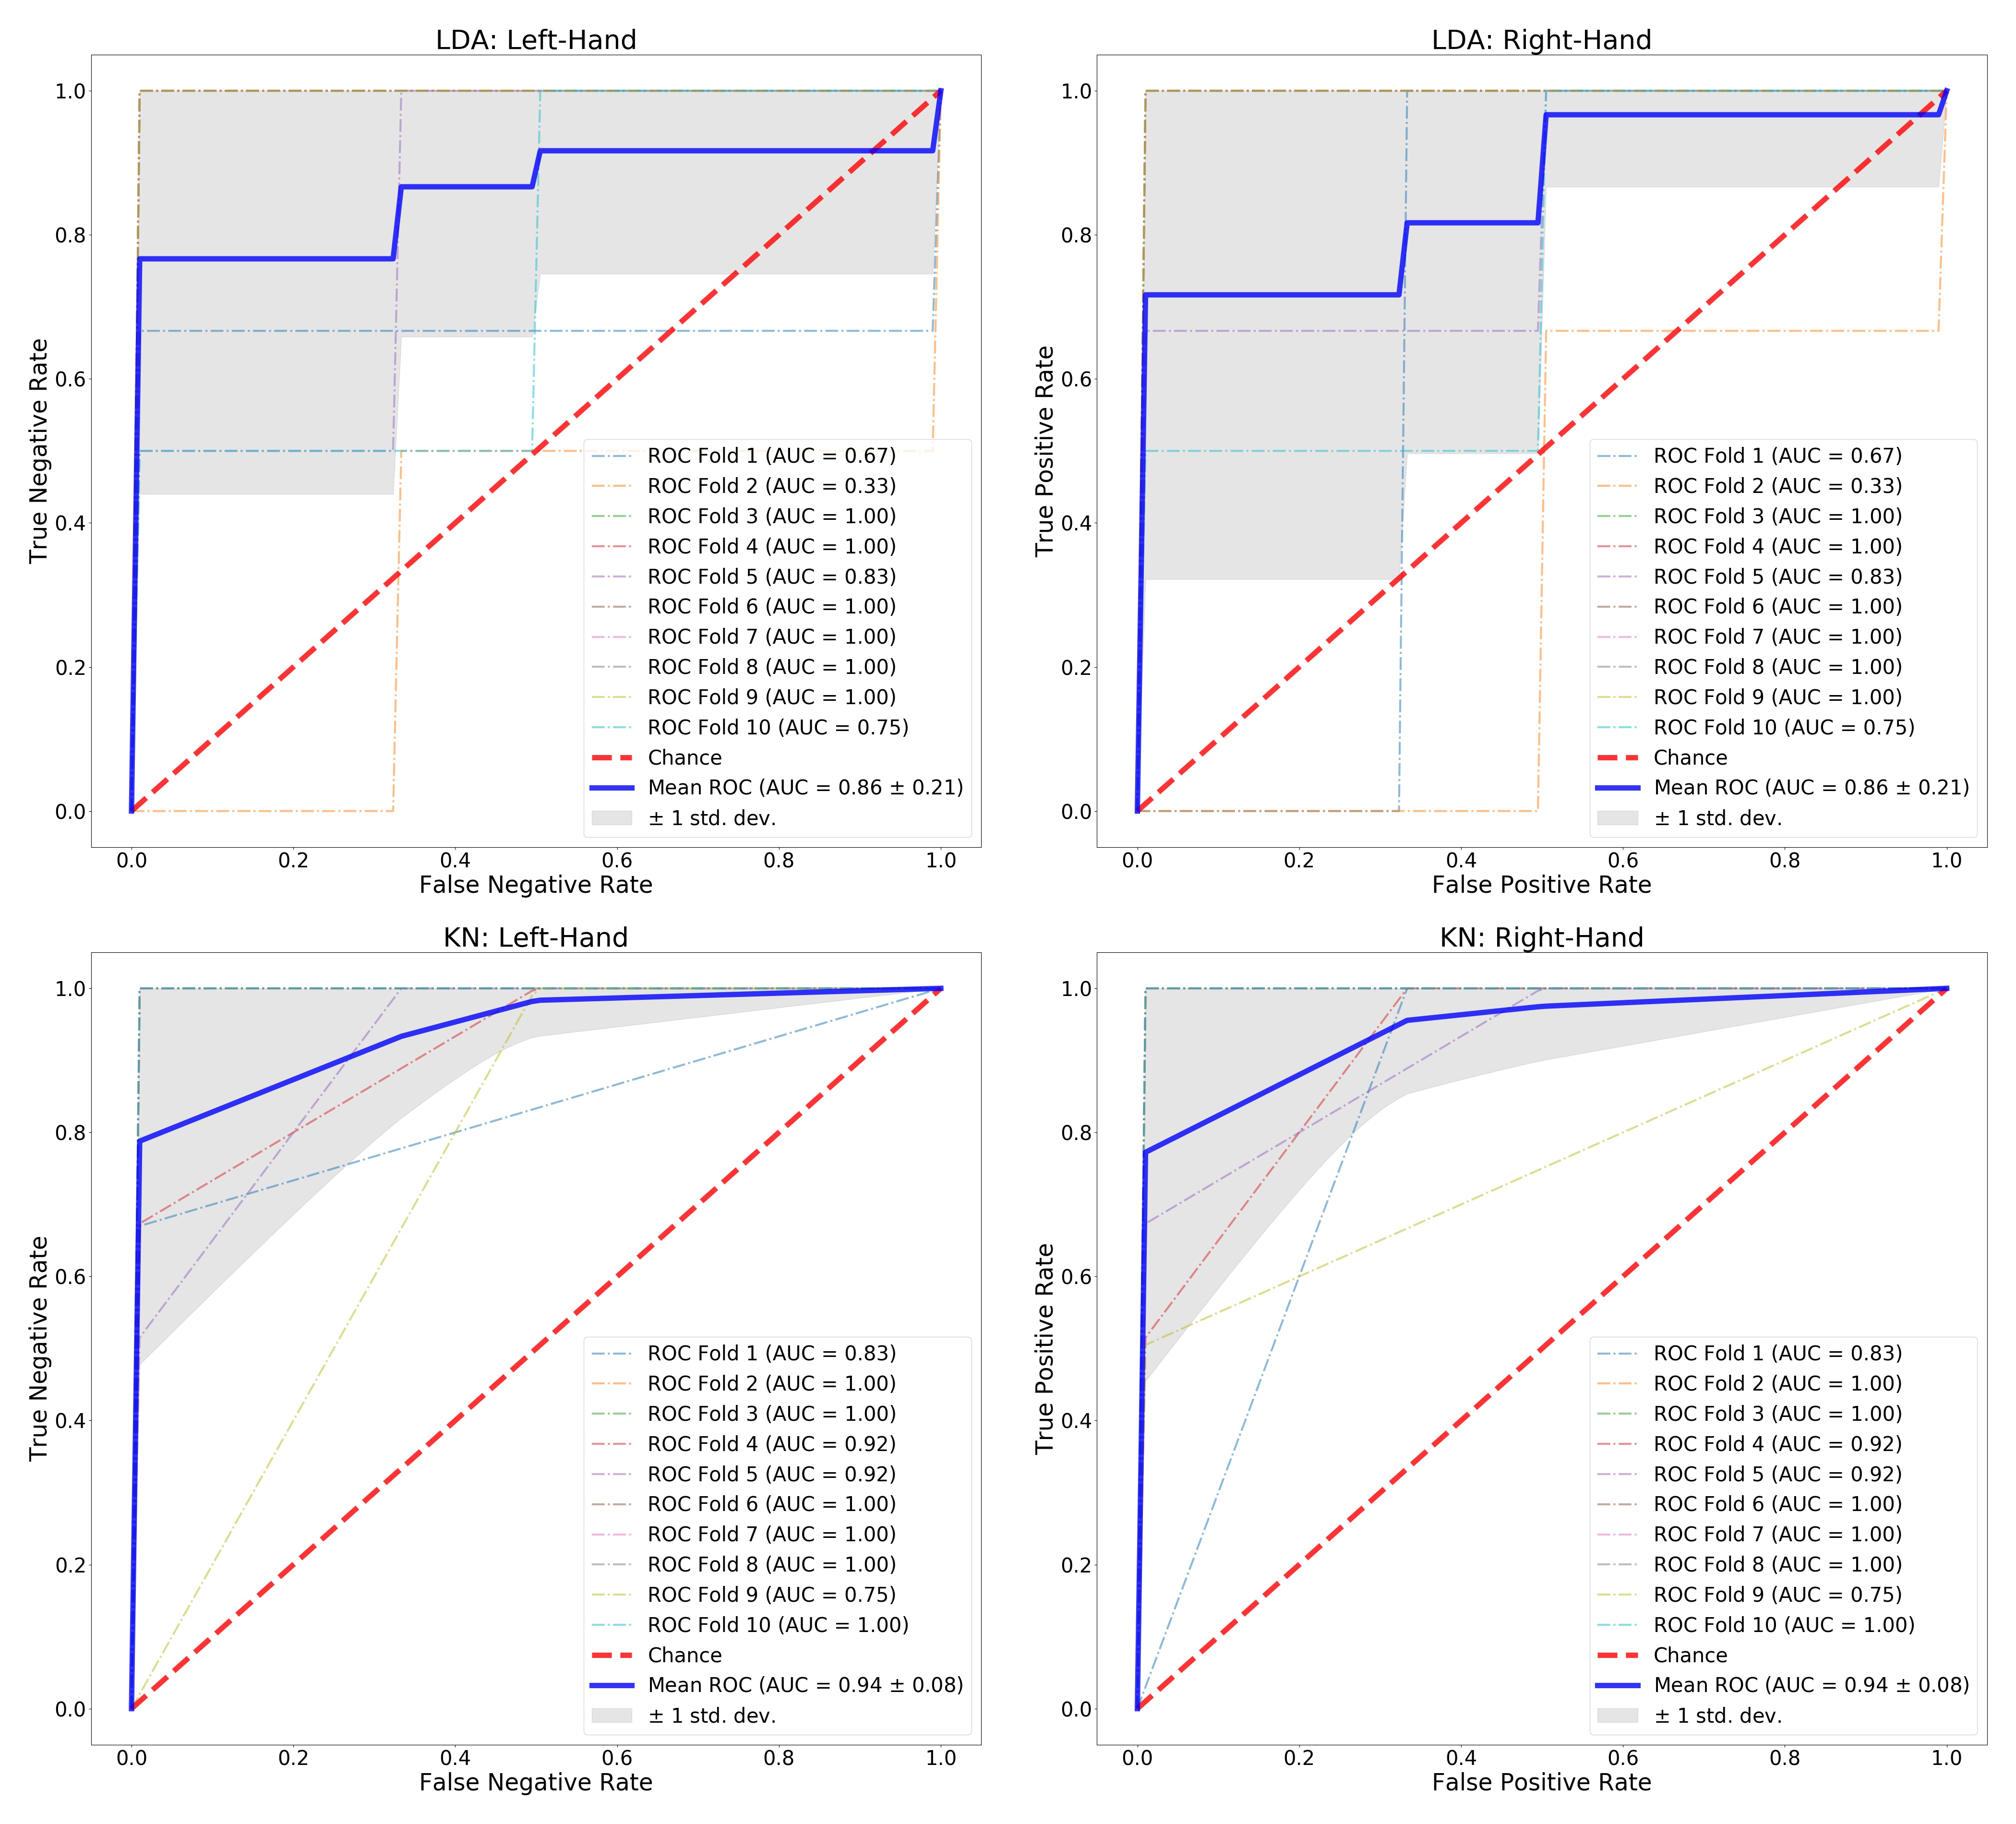 LDA: Left-Hand
True Negative Rate
1.0
0.8
0.6
0.4
0.2
0.0
ROC Fold 1 (AUC = 0.67)
ROC Fold 2 (AUC = 0.33)
ROC Fold 3 (AUC = 1.00)
ROC Fold 4 (AUC = 1.00)
ROC Fold 5 (AUC = 0.83)
ROC Fold 6 (AUC = 1.00)
ROC Fold 7 (AUC = 1.00)
ROC Fold 8 (AUC = 1.00)
ROC Fold 9 (AUC = 1.00)
ROC Fold 10 (AUC = 0.75)
Chance
Mean ROC (AUC = 0.86 ± 0.21)
± 1 std. dev.
0.0 0.2 0.4 0.6 0.8 1.0
False Negative Rate
LDA: Right-Hand
True Positive Rate
1.0
0.8
0.6
0.4
0.2
0.0
ROC Fold 1 (AUC = 0.67)
ROC Fold 2 (AUC = 0.33)
ROC Fold 3 (AUC = 1.00)
ROC Fold 4 (AUC = 1.00)
ROC Fold 5 (AUC = 0.83)
ROC Fold 6 (AUC = 1.00)
ROC Fold 7 (AUC = 1.00)
ROC Fold 8 (AUC = 1.00)
ROC Fold 9 (AUC = 1.00)
ROC Fold 10 (AUC = 0.75)
Chance
Mean ROC (AUC = 0.86 ± 0.21)
± 1 std. dev.
0.0 0.2 0.4 0.6 0.8 1.0
False Positive Rate
KN: Left-Hand
True Negative Rate
1.0
0.8
0.6
0.4
0.2
0.0
ROC Fold 1 (AUC = 0.83)
ROC Fold 2 (AUC = 1.00)
ROC Fold 3 (AUC = 1.00)
ROC Fold 4 (AUC = 0.92)
ROC Fold 5 (AUC = 0.92)
ROC Fold 6 (AUC = 1.00)
ROC Fold 7 (AUC = 1.00)
ROC Fold 8 (AUC = 1.00)
ROC Fold 9 (AUC = 0.75)
ROC Fold 10 (AUC = 1.00)
Chance
Mean ROC (AUC = 0.94 ± 0.08)
± 1 std. dev.
0.0 0.2 0.4 0.6 0.8 1.0
False Negative Rate
KN: Right-Hand
True Positive Rate
1.0
0.8
0.6
0.4
0.2
0.0
ROC Fold 1 (AUC = 0.83)
ROC Fold 2 (AUC = 1.00)
ROC Fold 3 (AUC = 1.00)
ROC Fold 4 (AUC = 0.92)
ROC Fold 5 (AUC = 0.92)
ROC Fold 6 (AUC = 1.00)
ROC Fold 7 (AUC = 1.00)
ROC Fold 8 (AUC = 1.00)
ROC Fold 9 (AUC = 0.75)
ROC Fold 10 (AUC = 1.00)
Chance
Mean ROC (AUC = 0.94 ± 0.08)
± 1 std. dev.
0.0 0.2 0.4 0.6 0.8 1.0
False Positive Rate